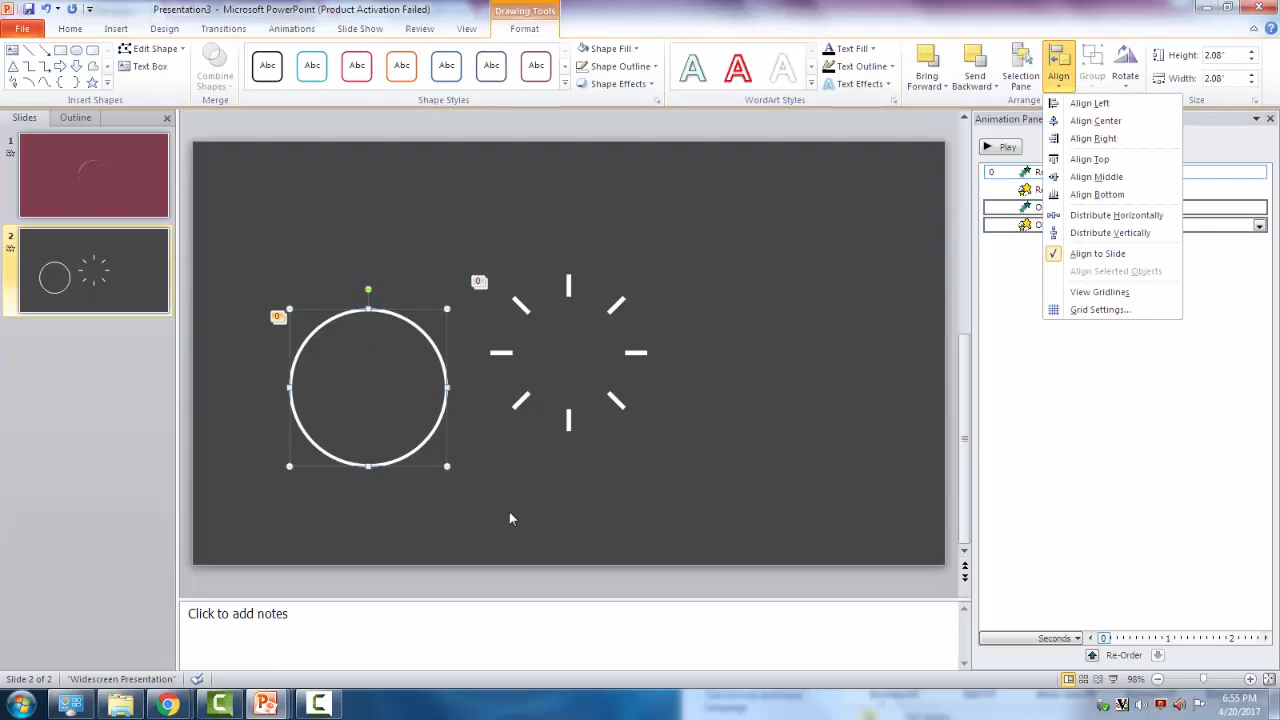 Presentation3 - Microsoft PowerPoint (Product Activation Failed)
Drawing Tools
File Home Insert Design Transitions Animations Slide Show Review View Format
Edit Shape
Text Box
Insert Shapes
Combine Shapes
Merge
Abc Abc Abc Abc Abc Abc Abc
Shape Fill
Shape Outline
Shape Effects
Shape Styles
A A A
Text Fill
Text Outline
Text Effects
WordArt Styles
Bring Forward
Send Backward
Selection Pane
Align
Group
Rotate
Arrange
Height: 2.08"
Width: 2.08"
Size
Slides Outline
1
2
0
0
Align Left
Align Center
Align Right
Align Top
Align Middle
Align Bottom
Distribute Horizontally
Distribute Vertically
Align to Slide
Align Selected Objects
View Gridlines
Grid Settings...
Animation Pane
Play
0
Seconds 0 1 2
Re-Order
Click to add notes
Slide 2 of 2 "Widescreen Presentation" 98%
6:55 PM
4/20/2017